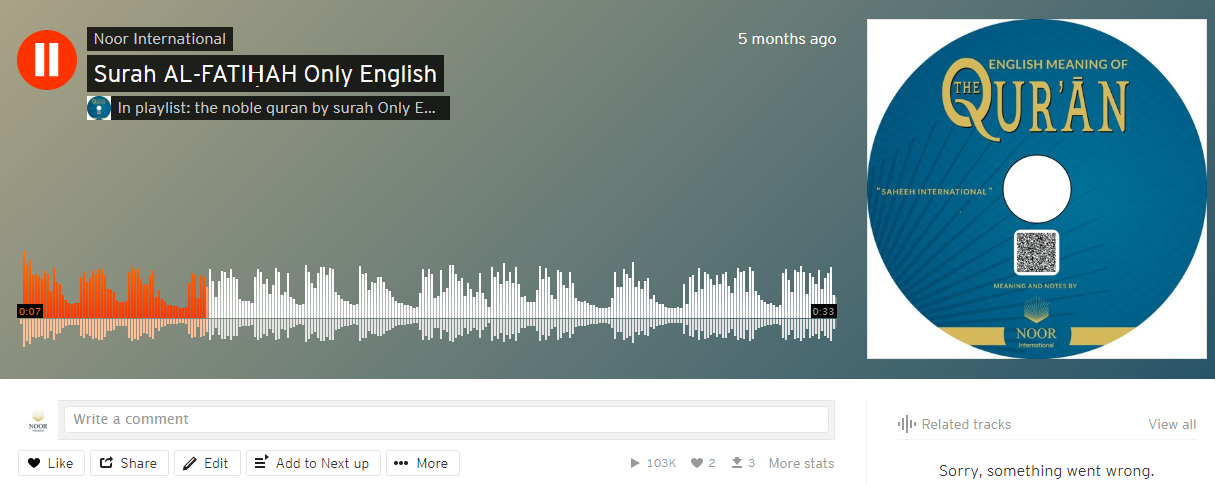 Noor International
5 months ago
Surah AL-FATIḤAH Only English
In playlist: the noble quran by surah Only E...
ENGLISH MEANING OF
THE
QUR'ĀN
"SAHEEH INTERNATIONAL"
MEANING AND NOTES BY
NOOR
International
0:07
0:33
NOOR
Write a comment
Like
Share
Edit
Add to Next up
More
103K
2
3
More stats
Related tracks
View all
Sorry, something went wrong.